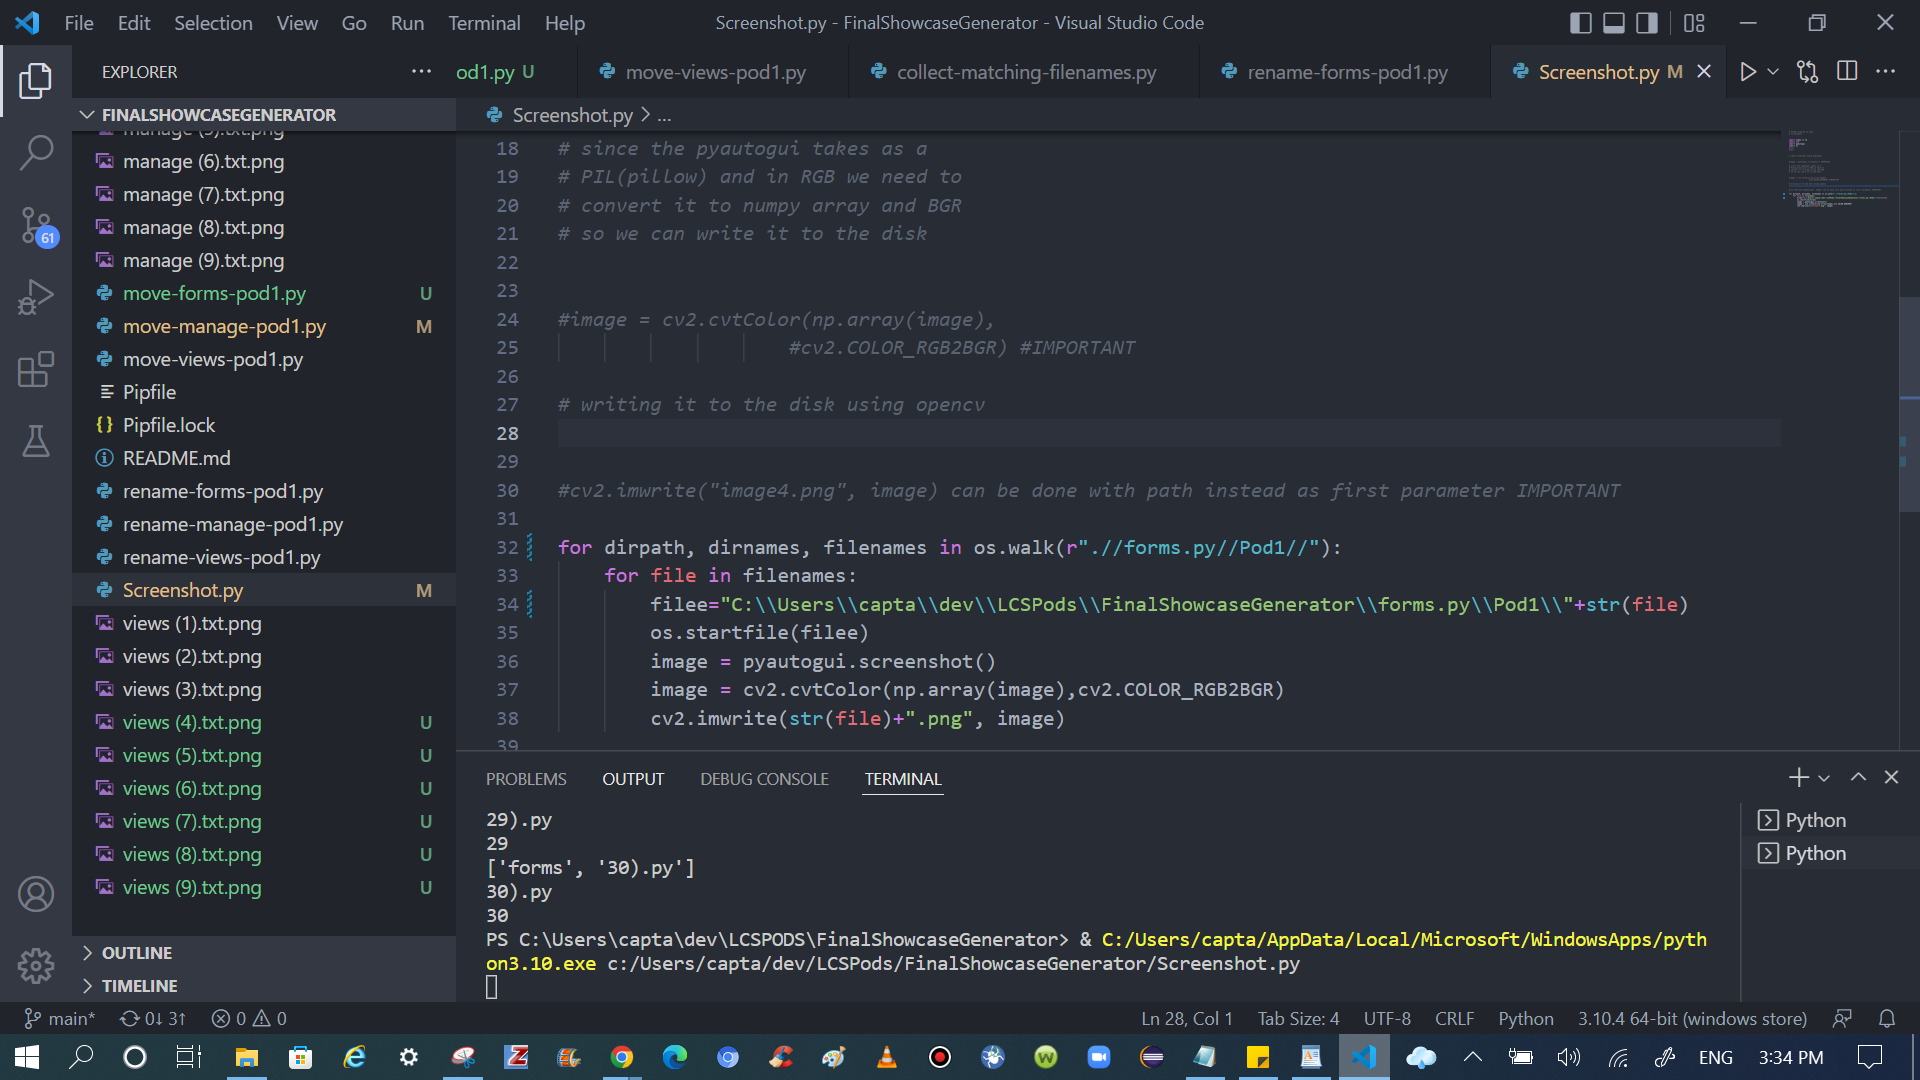 File Edit Selection View Go Run Terminal Help
Screenshot.py - FinalShowcaseGenerator - Visual Studio Code
EXPLORER
od1.py U
move-views-pod1.py
collect-matching-filenames.py
rename-forms-pod1.py
Screenshot.py M
FINALSHOWCASEGENERATOR
Screenshot.py > ...
manage (6).txt.png
manage (7).txt.png
manage (8).txt.png
manage (9).txt.png
61
move-forms-pod1.py U
move-manage-pod1.py M
move-views-pod1.py
Pipfile
Pipfile.lock
README.md
rename-forms-pod1.py
rename-manage-pod1.py
rename-views-pod1.py
Screenshot.py M
views (1).txt.png
views (2).txt.png
views (3).txt.png
views (4).txt.png U
views (5).txt.png U
views (6).txt.png U
views (7).txt.png U
views (8).txt.png U
views (9).txt.png U
OUTLINE
TIMELINE
18 # since the pyautogui takes as a
19 # PIL(pillow) and in RGB we need to
20 # convert it to numpy array and BGR
21 # so we can write it to the disk
22
23
24 #image = cv2.cvtColor(np.array(image),
25 #cv2.COLOR_RGB2BGR) #IMPORTANT
26
27 # writing it to the disk using opencv
28
29
30 #cv2.imwrite("image4.png", image) can be done with path instead as first parameter IMPORTANT
31
32 for dirpath, dirnames, filenames in os.walk(r".//forms.py//Pod1//"):
33 for file in filenames:
34 filee="C:\\Users\\capta\\dev\\LCSPods\\FinalShowcaseGenerator\\forms.py\\Pod1\\"+str(file)
35 os.startfile(filee)
36 image = pyautogui.screenshot()
37 image = cv2.cvtColor(np.array(image),cv2.COLOR_RGB2BGR)
38 cv2.imwrite(str(file)+".png", image)
39
PROBLEMS OUTPUT DEBUG CONSOLE TERMINAL
29).py
29
['forms', '30).py']
30).py
30
PS C:\Users\capta\dev\LCSPODS\FinalShowcaseGenerator> & C:/Users/capta/AppData/Local/Microsoft/WindowsApps/pyth
on3.10.exe c:/Users/capta/dev/LCSPods/FinalShowcaseGenerator/Screenshot.py
Python
Python
main* 0↓ 3↑ 0 0
Ln 28, Col 1 Tab Size: 4 UTF-8 CRLF Python 3.10.4 64-bit (windows store)
ENG 3:34 PM